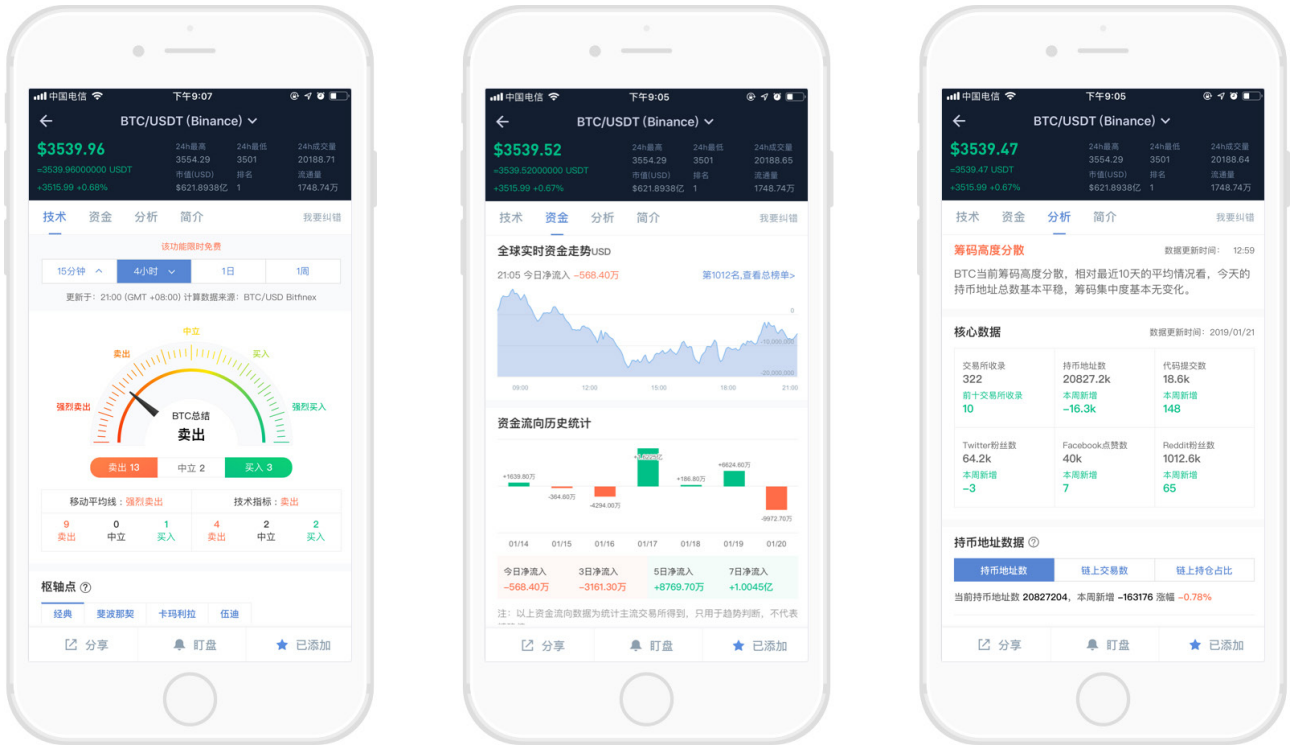 中国电信 下午9:07
BTC/USDT (Binance)
$3539.96
=3539.96000000 USDT
+3515.99 +0.68%
24h最高 24h最低 24h成交量
3554.29 3501 20188.71
市值(USD) 排名 流通量
$621.8938亿 1 1748.74万
技术 资金 分析 简介 我要纠错
该功能限时免费
15分钟 4小时 1日 1周
更新于：21:00 (GMT +08:00) 计算数据来源：BTC/USD Bitfinex
中立
卖出 买入
强烈卖出 强烈买入
BTC总结
卖出
卖出 13 中立 2 买入 3
移动平均线：强烈卖出 技术指标：卖出
9 0 1 4 2 2
卖出 中立 买入 卖出 中立 买入
枢轴点 ?
经典 斐波那契 卡玛利拉 伍迪
分享 盯盘 已添加
中国电信 下午9:05
BTC/USDT (Binance)
$3539.52
=3539.52000000 USDT
+3515.99 +0.67%
24h最高 24h最低 24h成交量
3554.29 3501 20188.65
市值(USD) 排名 流通量
$621.8938亿 1 1748.74万
技术 资金 分析 简介 我要纠错
全球实时资金走势USD
21:05 今日净流入 -568.40万 第1012名,查看总榜单>
0
-10,000,000
-20,000,000
09:00 12:00 15:00 18:00 21:00
资金流向历史统计
+1639.80万 -364.60万 -4294.00万 +186.80万 +6624.60万 -9972.70万
01/14 01/15 01/16 01/17 01/18 01/19 01/20
今日净流入 3日净流入 5日净流入 7日净流入
-568.40万 -3161.30万 +8769.70万 +1.0045亿
注：以上资金流向数据为统计主流交易所得到，只用于趋势判断，不代表
分享 盯盘 已添加
中国电信 下午9:05
BTC/USDT (Binance)
$3539.47
=3539.47 USDT
+3515.99 +0.67%
24h最高 24h最低 24h成交量
3554.29 3501 20188.64
市值(USD) 排名 流通量
$621.8938亿 1 1748.74万
技术 资金 分析 简介 我要纠错
筹码高度分散 数据更新时间： 12:59
BTC当前筹码高度分散，相对最近10天的平均情况看，今天的
持币地址总数基本平稳，筹码集中度基本无变化。
核心数据 数据更新时间：2019/01/21
交易所收录 持币地址数 代码提交数
322 20827.2k 18.6k
前十交易所收录 本周新增 本周新增
10 -16.3k 148
Twitter粉丝数 Facebook点赞数 Reddit粉丝数
64.2k 40k 1012.6k
本周新增 本周新增 本周新增
-3 7 65
持币地址数据 ?
持币地址数 链上交易数 链上持仓占比
当前持币地址数 20827204，本周新增 -163176 涨幅 -0.78%
分享 盯盘 已添加